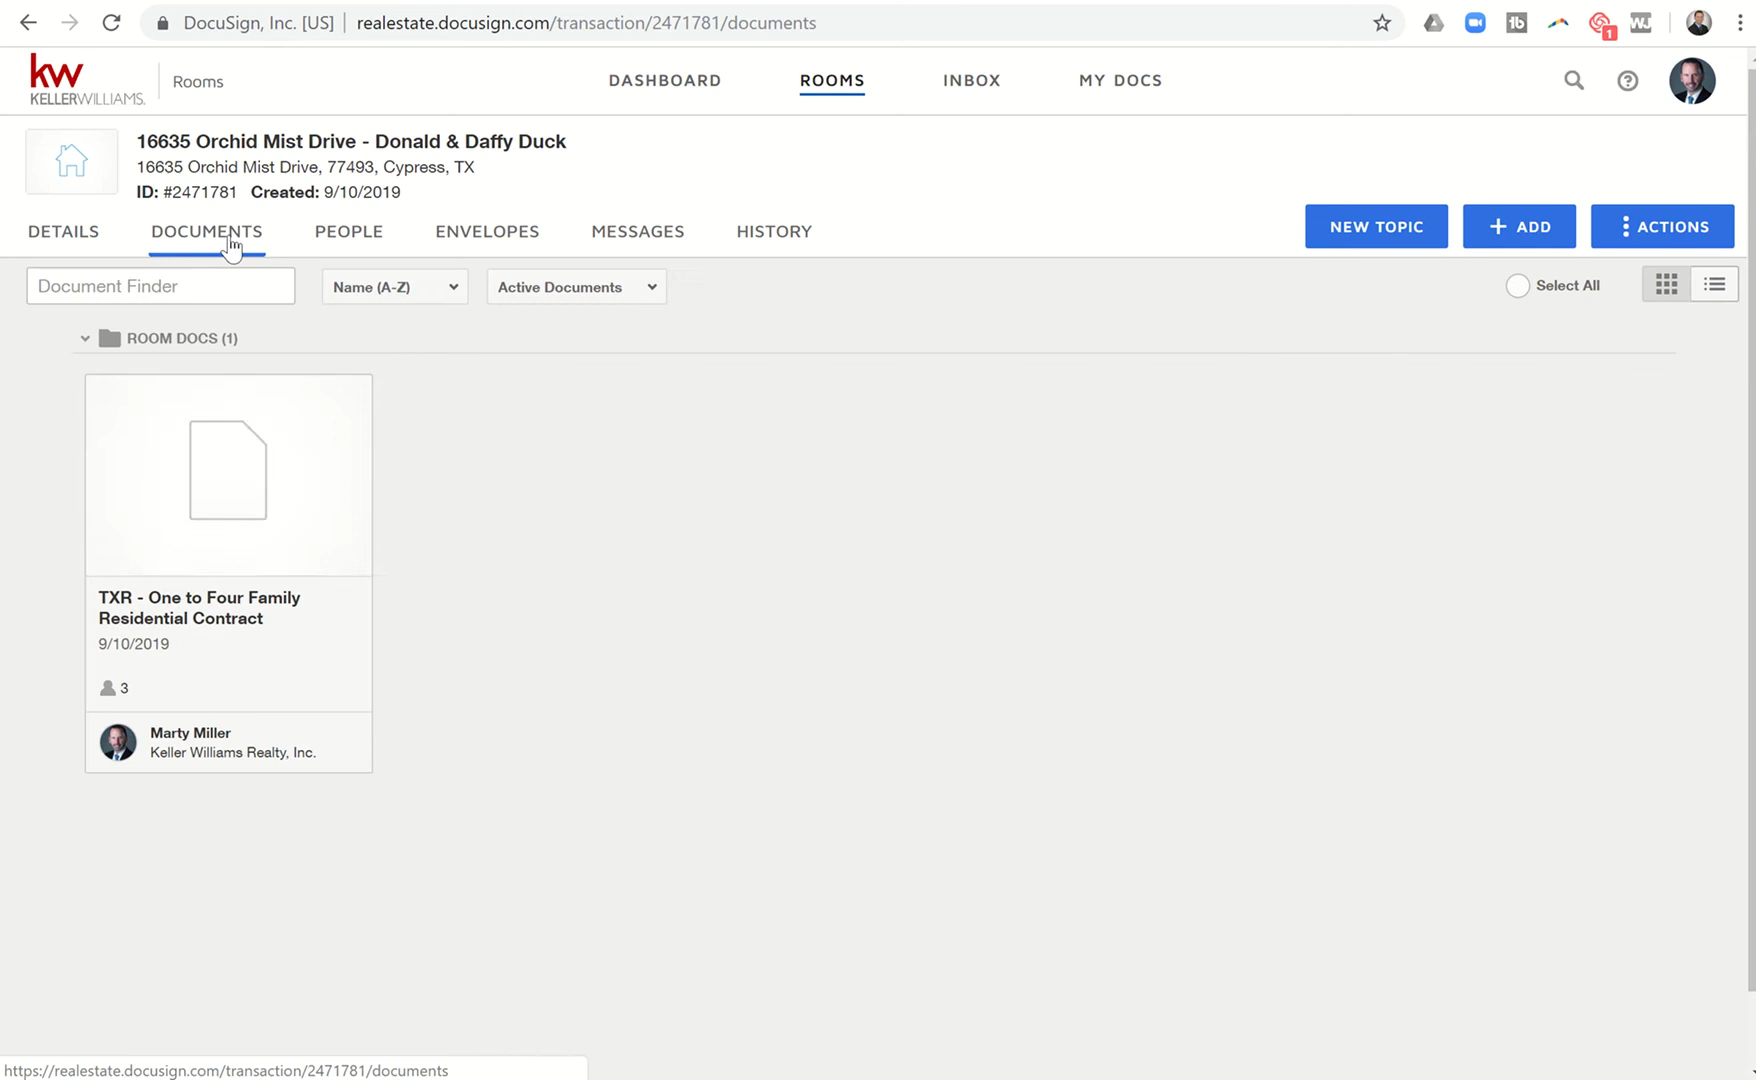 DocuSign, Inc. [US] | realestate.docusign.com/transaction/2471781/documents
1
kw
KELLERWILLIAMS.
Rooms
DASHBOARD
ROOMS
INBOX
MY DOCS
16635 Orchid Mist Drive - Donald & Daffy Duck
16635 Orchid Mist Drive, 77493, Cypress, TX
ID: #2471781 Created: 9/10/2019
DETAILS
DOCUMENTS
PEOPLE
ENVELOPES
MESSAGES
HISTORY
NEW TOPIC
+ ADD
ACTIONS
Document Finder
Name (A-Z)
Active Documents
Select All
ROOM DOCS (1)
TXR - One to Four Family
Residential Contract
9/10/2019
3
Marty Miller
Keller Williams Realty, Inc.
https://realestate.docusign.com/transaction/2471781/documents